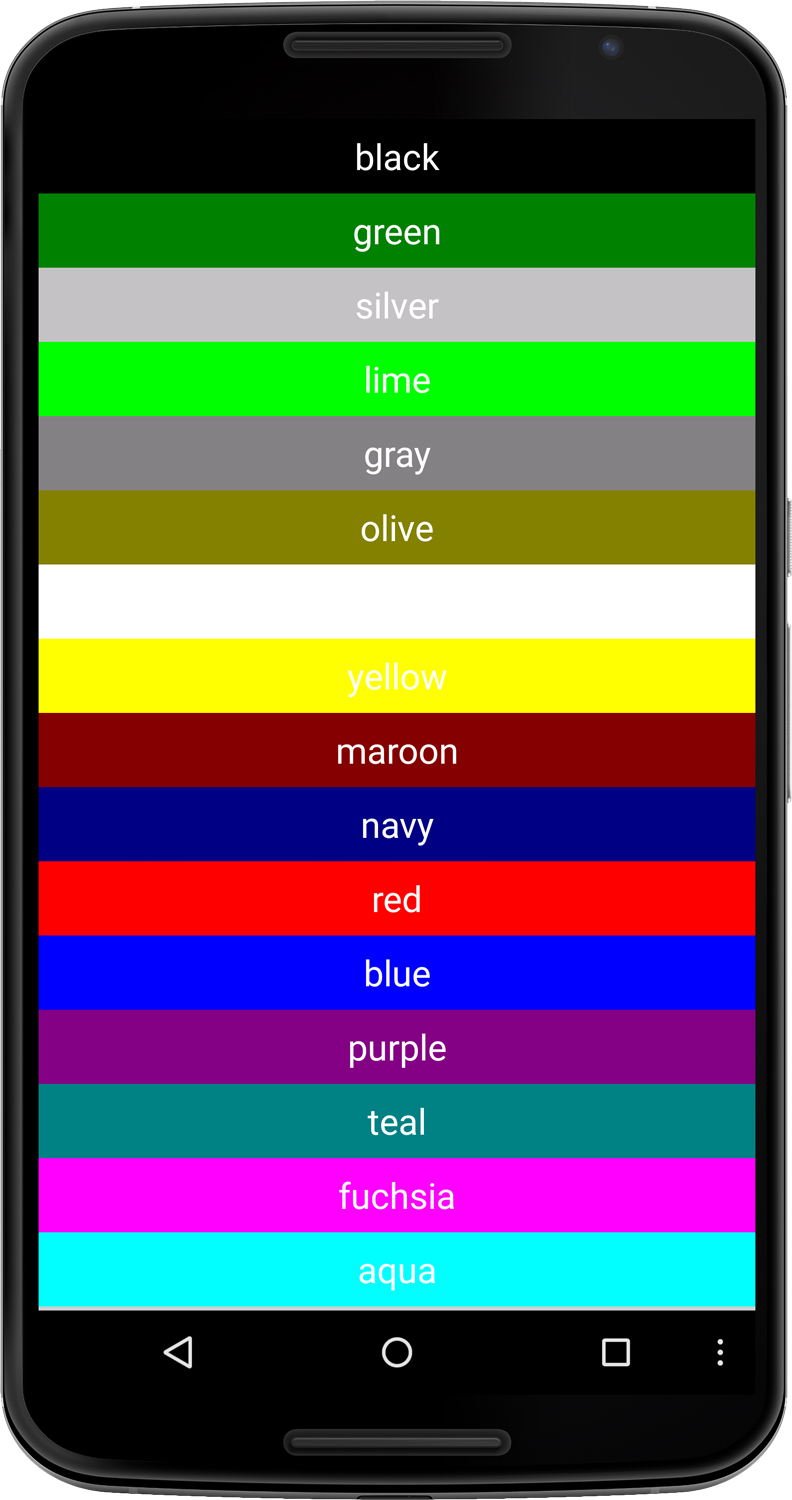 black
green
silver
lime
gray
olive
yellow
maroon
navy
red
blue
purple
teal
fuchsia
aqua